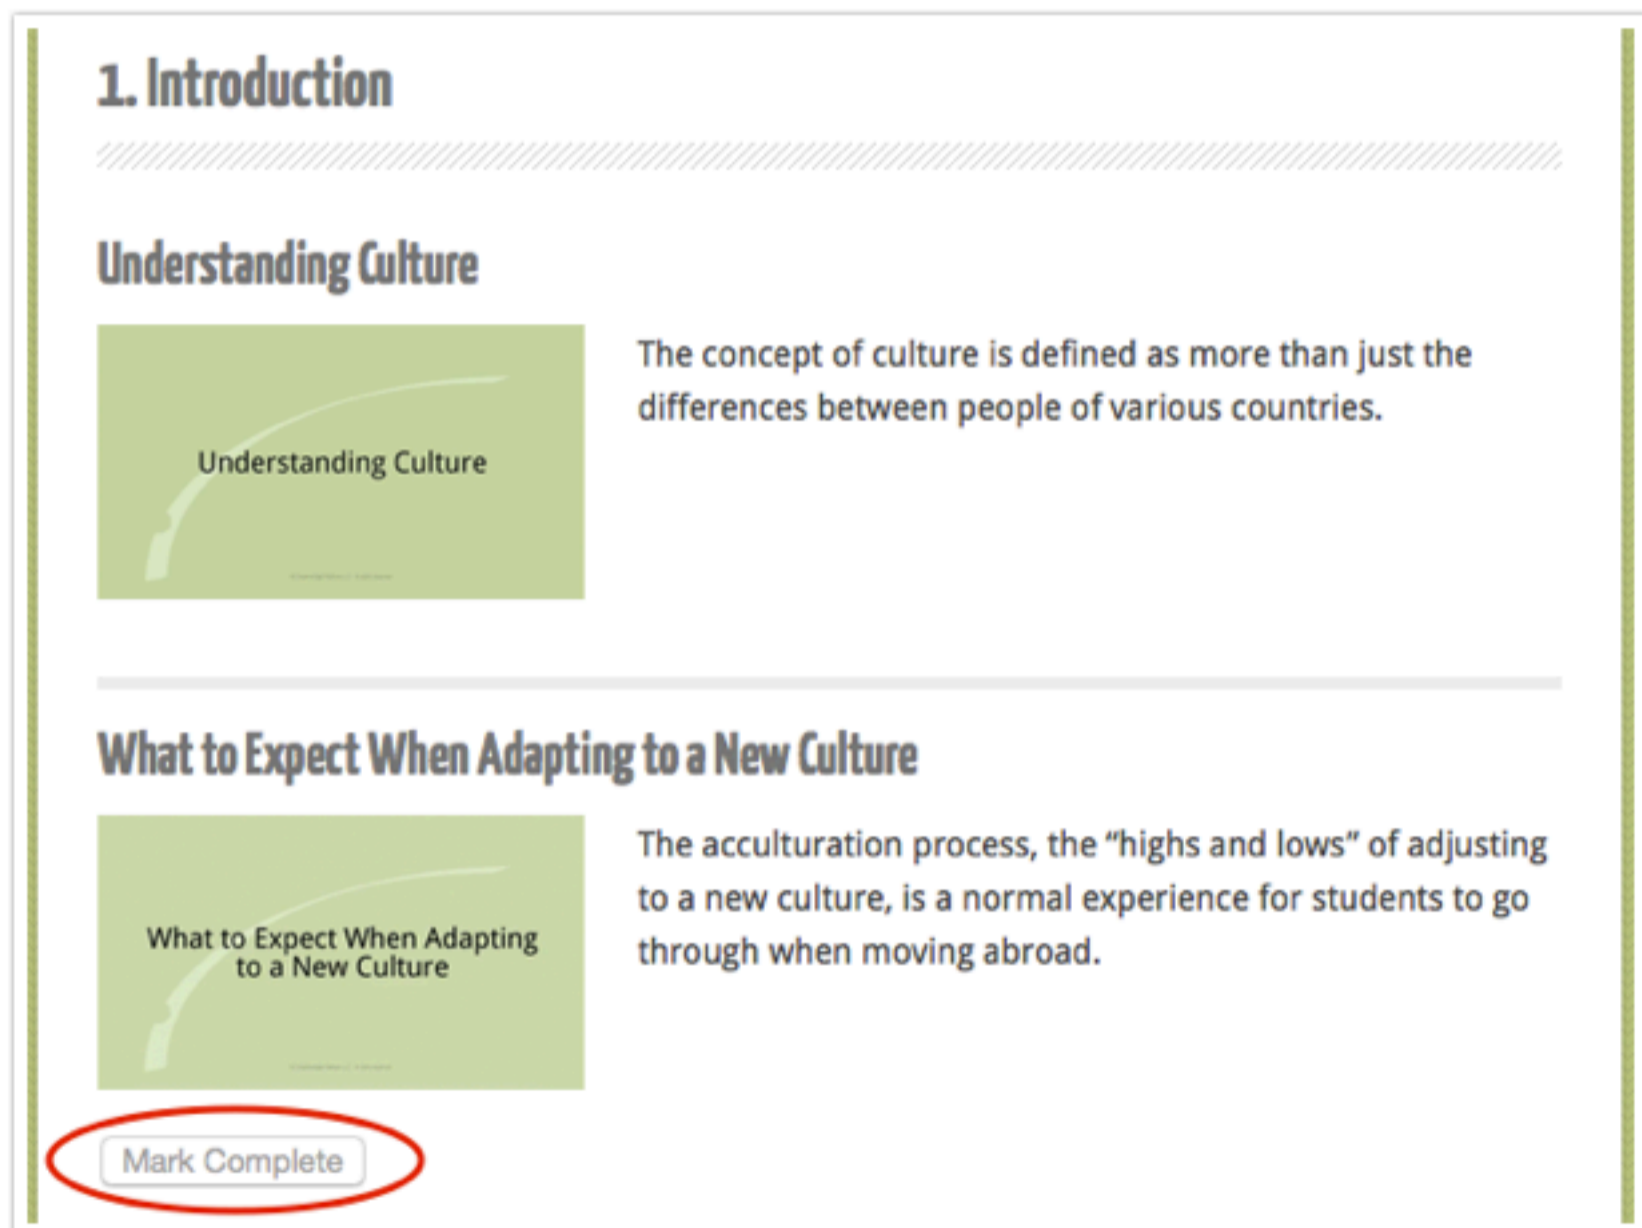 1. Introduction
Understanding Culture
Understanding Culture
The concept of culture is defined as more than just the
differences between people of various countries.
What to Expect When Adapting to a New Culture
What to Expect When Adapting
to a New Culture
The acculturation process, the “highs and lows” of adjusting
to a new culture, is a normal experience for students to go
through when moving abroad.
Mark Complete